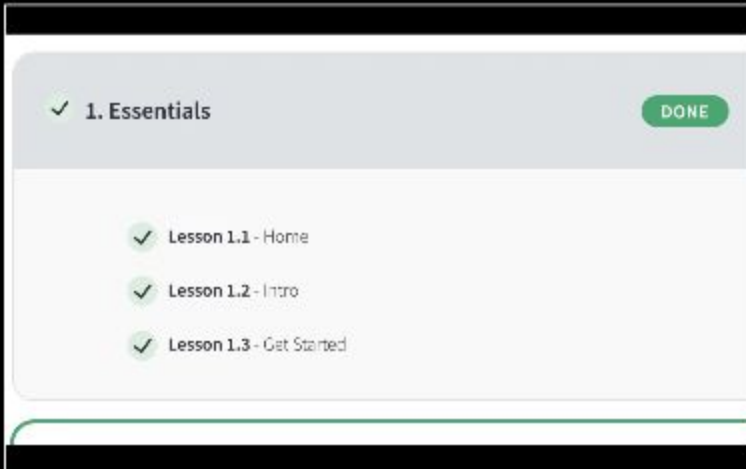 1. Essentials
DONE
Lesson 1.1 - Home
Lesson 1.2 - Intro
Lesson 1.3 - Get Started